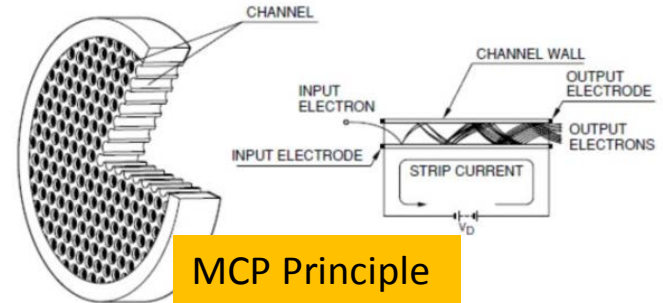 CHANNEL
CHANNEL WALL
OUTPUT
ELECTRODE
INPUT
ELECTRON
OUTPUT
ELECTRONS
INPUT ELECTRODE
STRIP CURRENT
VD
MCP Principle